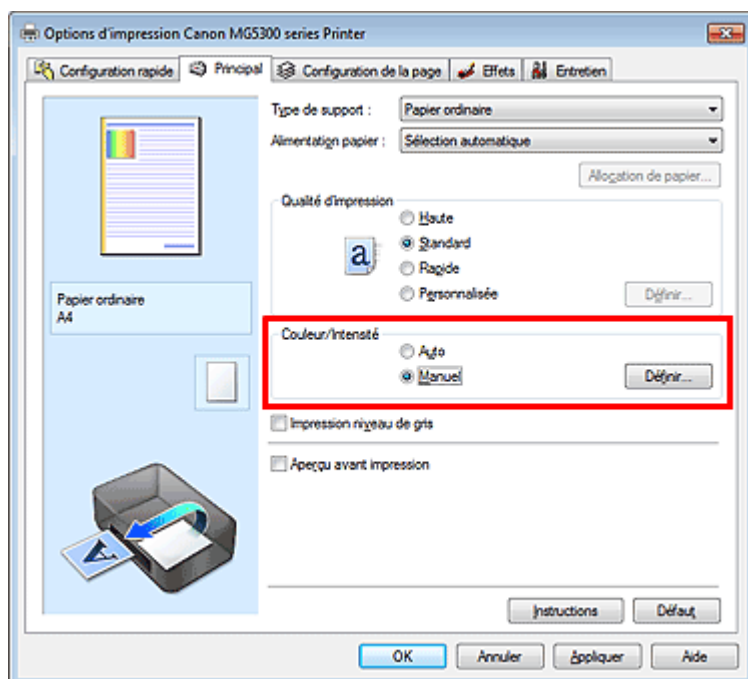 Options d'impression Canon MG5300 series Printer
Configuration rapide Principal Configuration de la page Effets Entretien
Type de support : Papier ordinaire
Alimentation papier : Sélection automatique
Allocation de papier...
Qualité d'impression
Haute
a Standard
Rapide
Personnalisée Définir...
Papier ordinaire
A4
Couleur/Intensité
Auto
Manuel Définir...
Impression niveau de gris
Aperçu avant impression
A
Instructions Défaut
OK Annuler Appliquer Aide